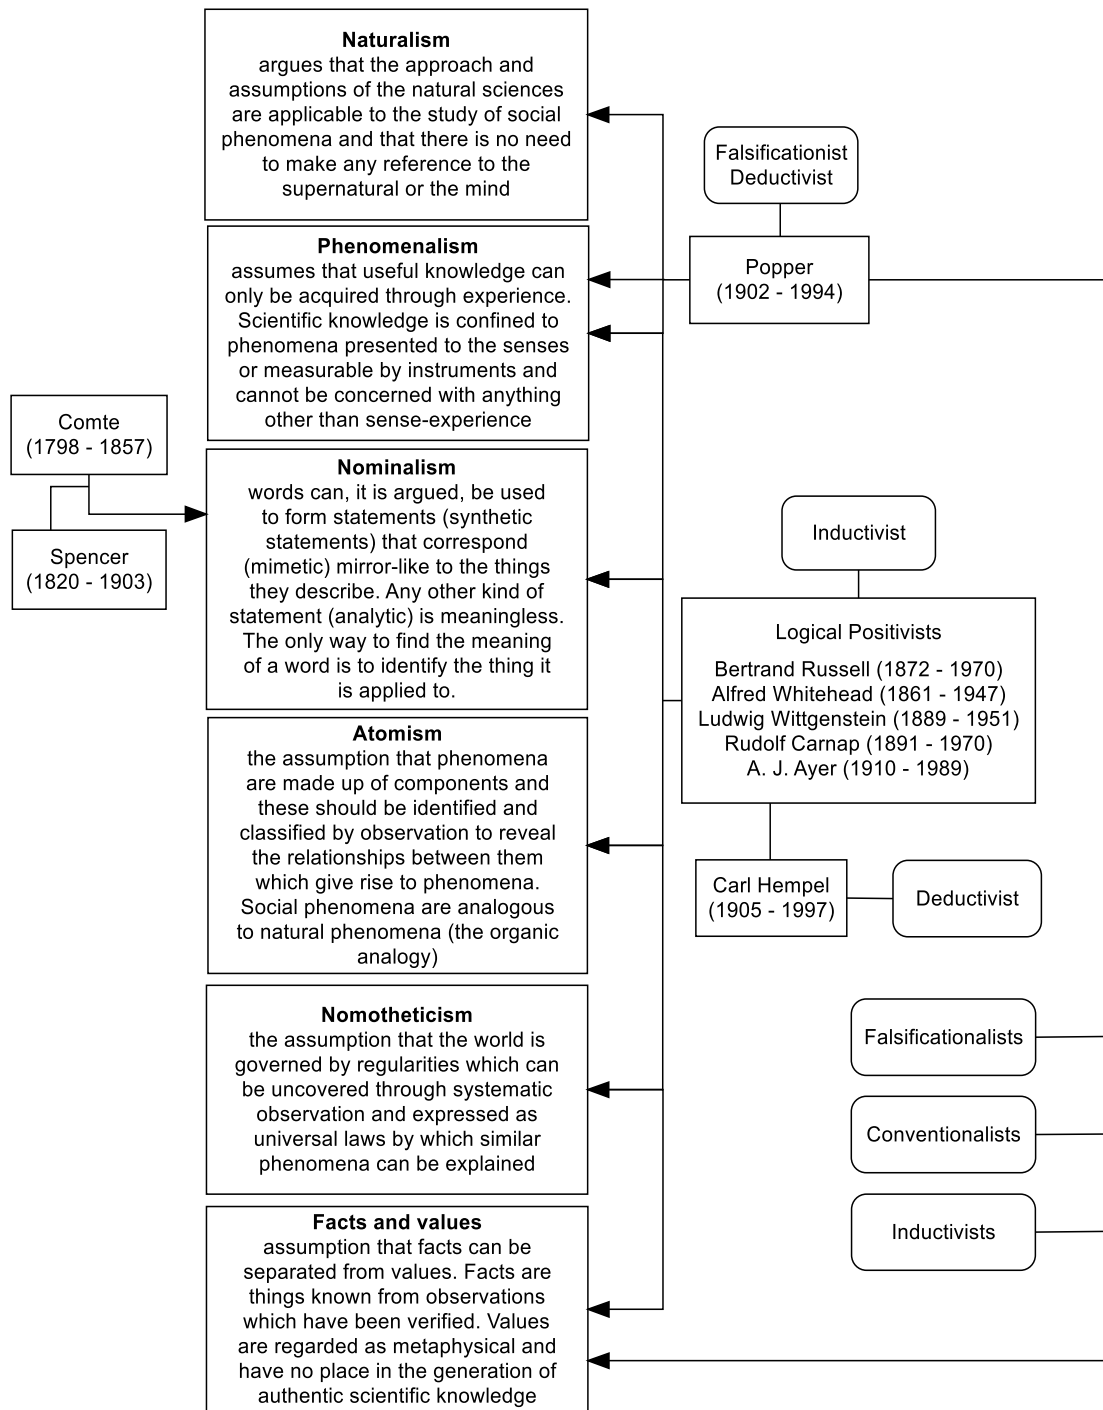 Naturalism
argues that the approach and
assumptions of the natural sciences
are applicable to the study of social
phenomena and that there is no need
to make any reference to the
supernatural or the mind
Falsificationist
Deductivist
Phenomenalism
assumes that useful knowledge can
only be acquired through experience.
Scientific knowledge is confined to
phenomena presented to the senses
or measurable by instruments and
cannot be concerned with anything
other than sense-experience
Popper
(1902 - 1994)
Comte
(1798 - 1857)
Spencer
(1820 - 1903)
Nominalism
words can, it is argued, be used
to form statements (synthetic
statements) that correspond
(mimetic) mirror-like to the things
they describe. Any other kind of
statement (analytic) is meaningless.
The only way to find the meaning
of a word is to identify the thing it
is applied to.
Inductivist
Logical Positivists
Bertrand Russell (1872 - 1970)
Alfred Whitehead (1861 - 1947)
Ludwig Wittgenstein (1889 - 1951)
Rudolf Carnap (1891 - 1970)
A. J. Ayer (1910 - 1989)
Atomism
the assumption that phenomena
are made up of components and
these should be identified and
classified by observation to reveal
the relationships between them
which give rise to phenomena.
Social phenomena are analogous
to natural phenomena (the organic
analogy)
Carl Hempel
(1905 - 1997)
Deductivist
Nomotheticism
the assumption that the world is
governed by regularities which can
be uncovered through systematic
observation and expressed as
universal laws by which similar
phenomena can be explained
Falsificationalists
Conventionalists
Inductivists
Facts and values
assumption that facts can be
separated from values. Facts are
things known from observations
which have been verified. Values
are regarded as metaphysical and
have no place in the generation of
authentic scientific knowledge